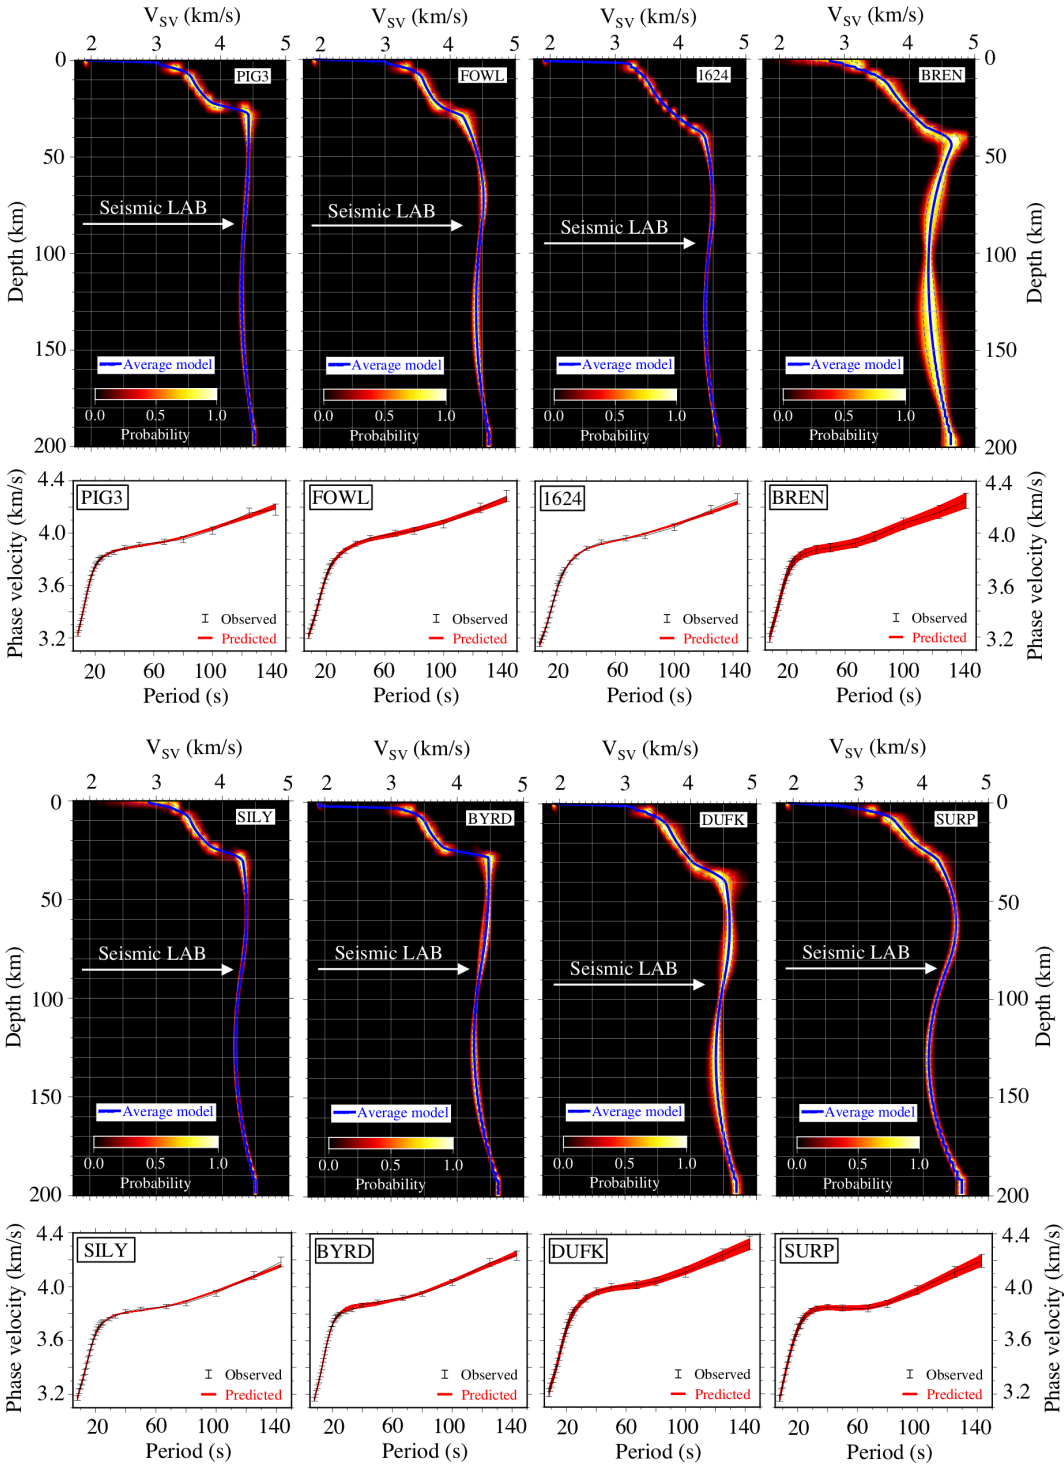 V_SV (km/s) V_SV (km/s) V_SV (km/s) V_SV (km/s)
2 3 4 5 2 3 4 5 2 3 4 5 2 3 4 5
0 PIG3 FOWL 1624 BREN 0
50 50
Depth (km) Seismic LAB Seismic LAB Seismic LAB Depth (km)
100 100
150 150
Average model Average model Average model Average model
0.0 0.5 1.0 0.0 0.5 1.0 0.0 0.5 1.0 0.0 0.5 1.0
Probability Probability Probability Probability
200 200
Phase velocity (km/s) Phase velocity (km/s)
4.4 PIG3 FOWL 1624 BREN 4.4
4.0 4.0
3.6 3.6
Observed Observed Observed Observed
3.2 Predicted Predicted Predicted Predicted 3.2
20 60 100 140 20 60 100 140 20 60 100 140 20 60 100 140
Period (s) Period (s) Period (s) Period (s)
V_SV (km/s) V_SV (km/s) V_SV (km/s) V_SV (km/s)
2 3 4 5 2 3 4 5 2 3 4 5 2 3 4 5
0 SILY BYRD DUFK SURP 0
50 50
Depth (km) Seismic LAB Seismic LAB Seismic LAB Seismic LAB Depth (km)
100 100
150 150
Average model Average model Average model Average model
0.0 0.5 1.0 0.0 0.5 1.0 0.0 0.5 1.0 0.0 0.5 1.0
Probability Probability Probability Probability
200 200
Phase velocity (km/s) Phase velocity (km/s)
4.4 SILY BYRD DUFK SURP 4.4
4.0 4.0
3.6 3.6
Observed Observed Observed Observed
3.2 Predicted Predicted Predicted Predicted 3.2
20 60 100 140 20 60 100 140 20 60 100 140 20 60 100 140
Period (s) Period (s) Period (s) Period (s)